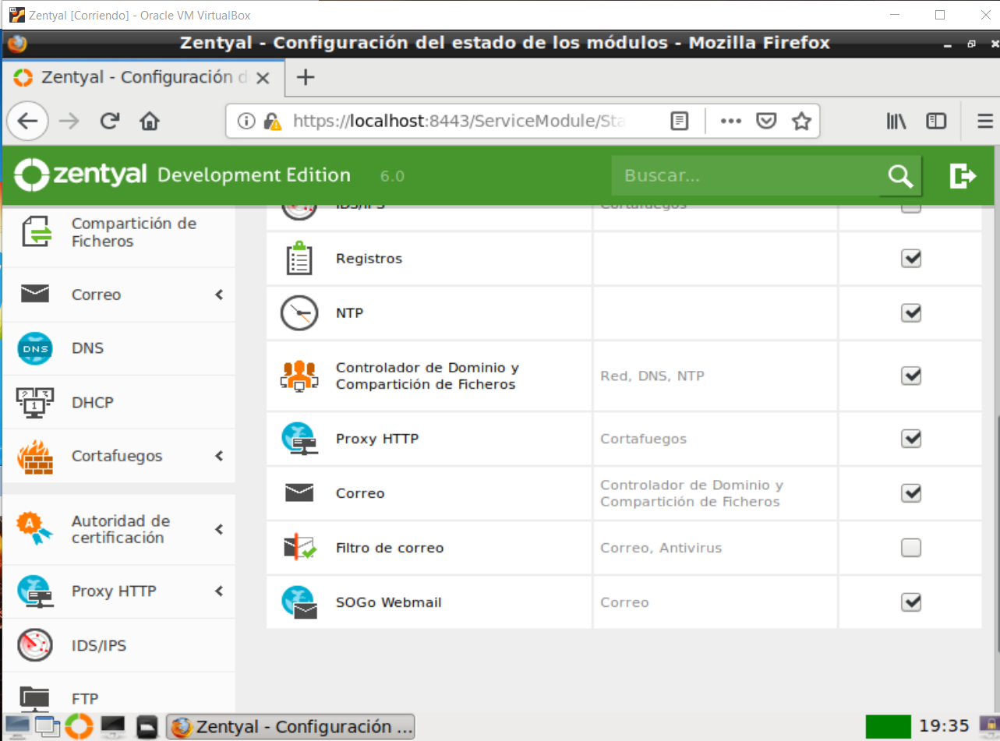 Zentyal [Corriendo] - Oracle VM VirtualBox
Zentyal - Configuración del estado de los módulos - Mozilla Firefox
Zentyal - Configuración d
https://localhost:8443/ServiceModule/Sta
zentyal Development Edition 6.0
Buscar...
IDS/IPS
Cortafuegos
Compartición de
Ficheros
Correo
DNS
DNS
DHCP
Cortafuegos
Autoridad de
certificación
Proxy HTTP
IDS/IPS
FTP
Registros
NTP
Controlador de Dominio y
Compartición de Ficheros
Red, DNS, NTP
Proxy HTTP
Cortafuegos
Correo
Controlador de Dominio y
Compartición de Ficheros
Filtro de correo
Correo, Antivirus
SOGo Webmail
Correo
Zentyal - Configuración ...
19:35